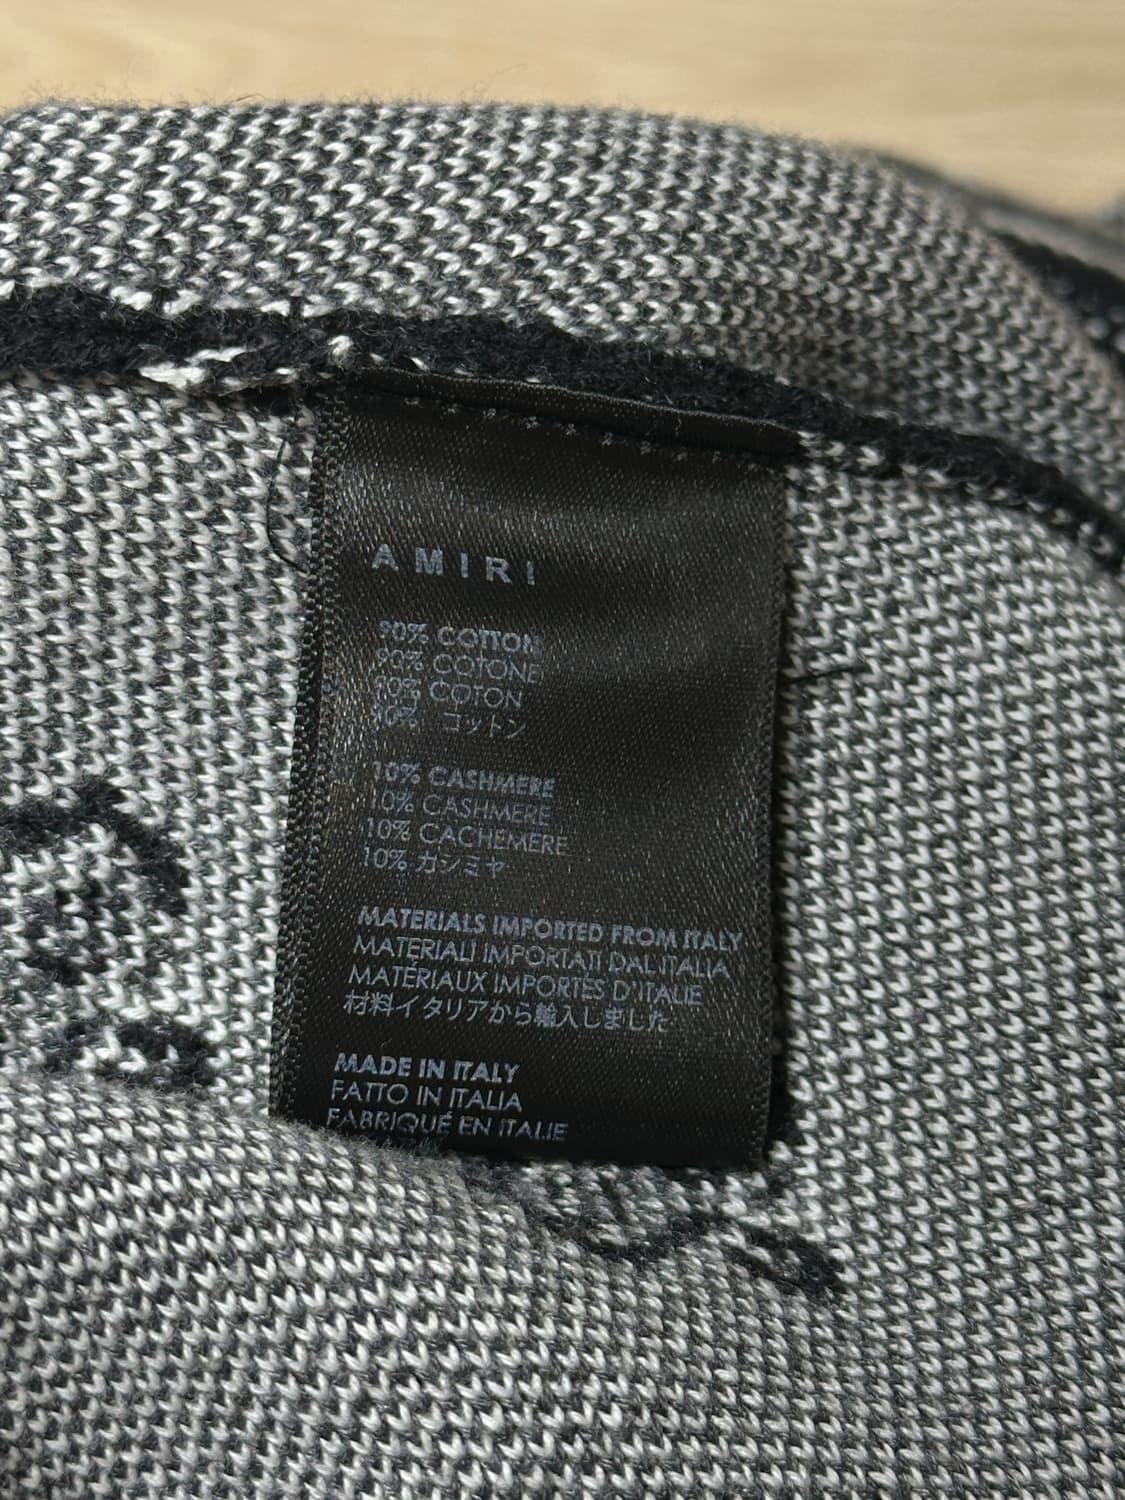 AMIRI
90% COTTON
90% COTONE
90% COTON
90% コットン
10% CASHMERE
10% CASHMERE
10% CACHEMERE
10% カシミヤ
MATERIALS IMPORTED FROM ITALY
MATERIALI IMPORTATI DAL ITALIA
MATÉRIAUX IMPORTES D'ITALIE
材料イタリアから輸入しました
MADE IN ITALY
FATTO IN ITALIA
FABRIQUÉ EN ITALIE